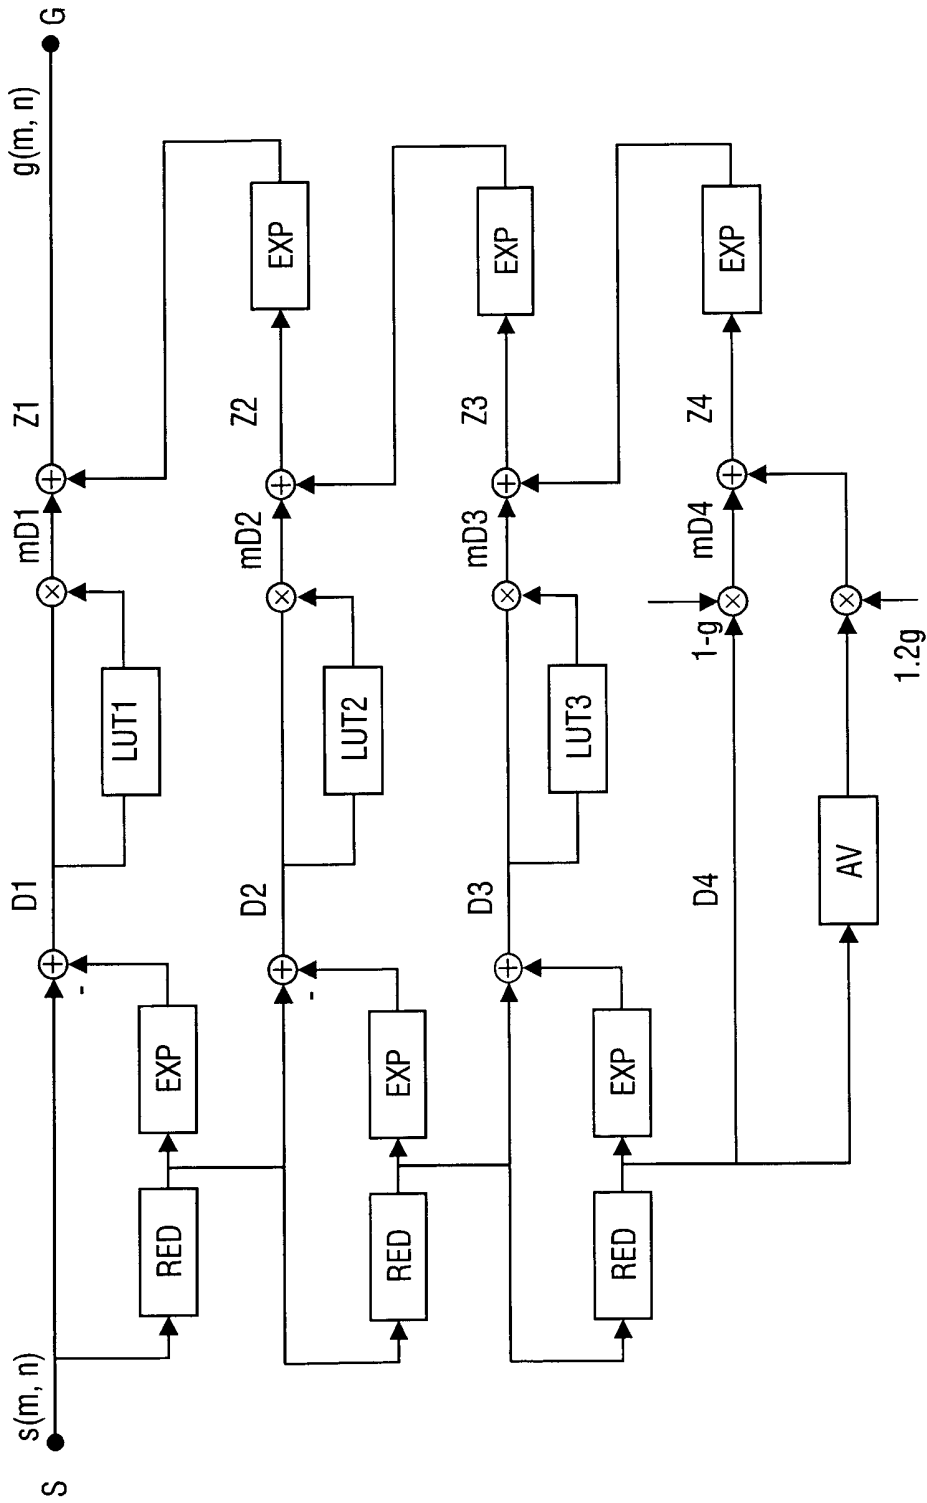 S
s(m, n)
D1
mD1
Z1
g(m, n)
G
-
RED
EXP
LUT1
EXP
D2
mD2
Z2
-
RED
EXP
LUT2
EXP
D3
mD3
Z3
RED
EXP
LUT3
EXP
D4
1-g
mD4
Z4
AV
1.2g